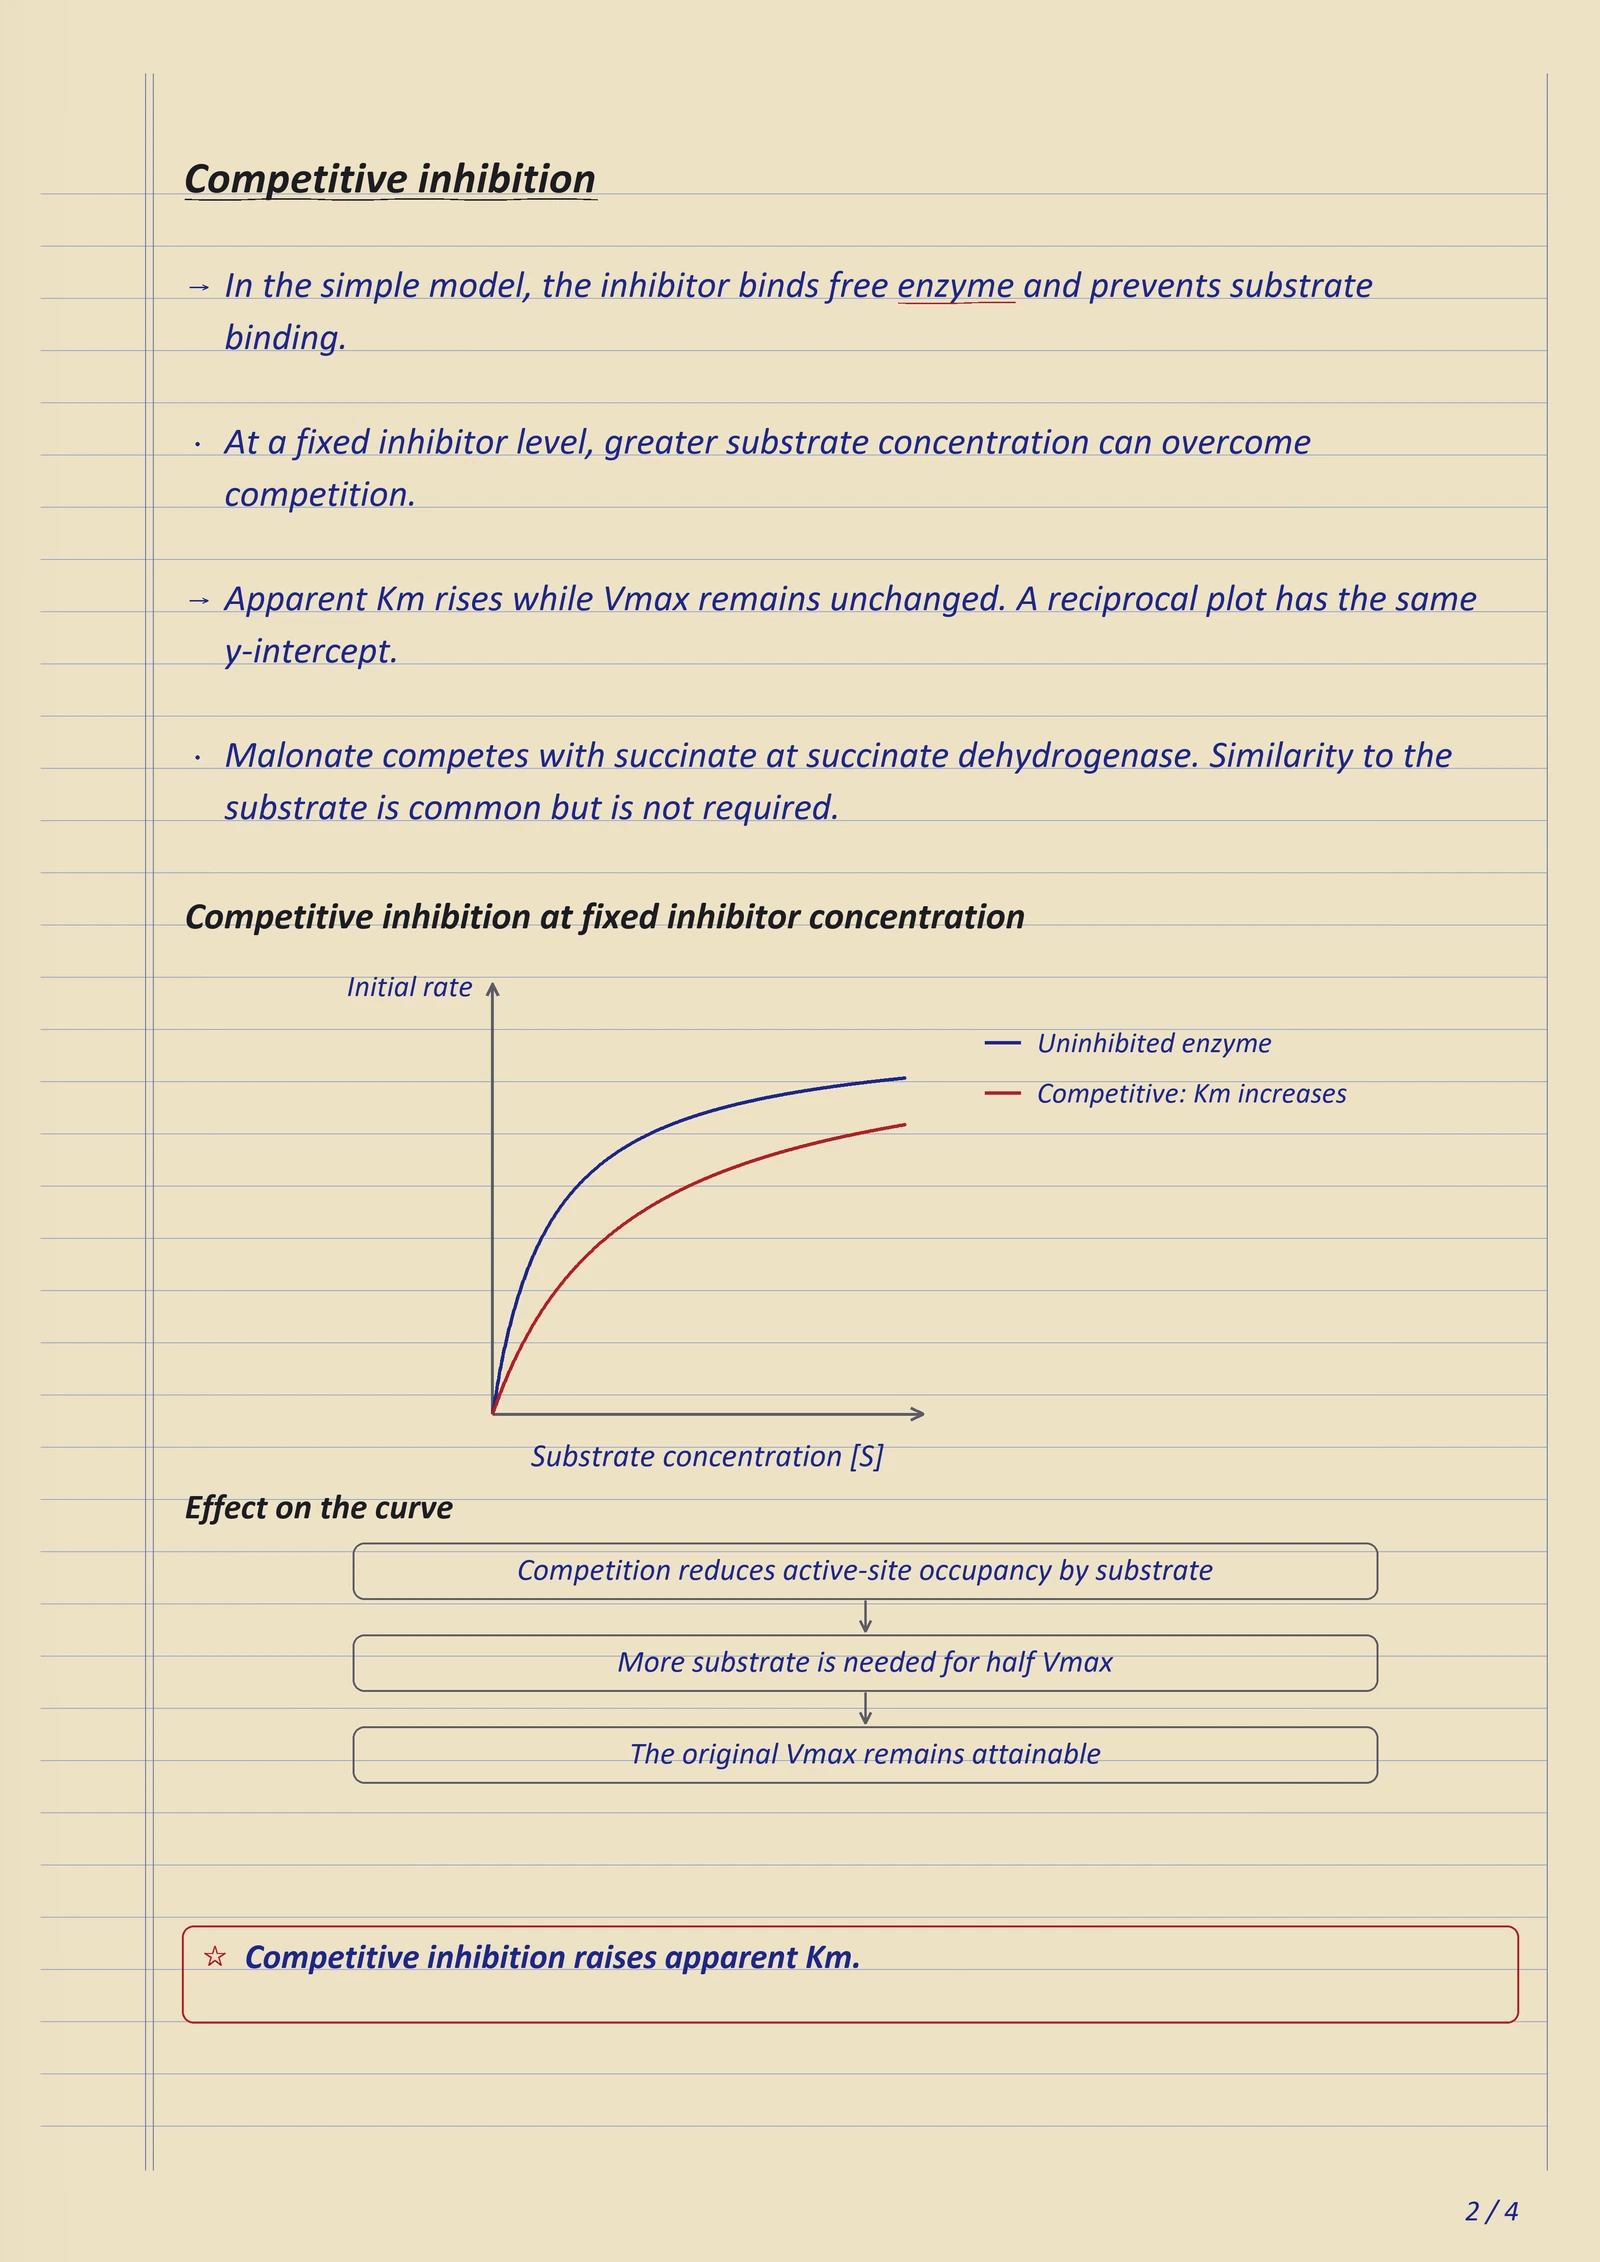 Competitive inhibition
→ In the simple model, the inhibitor binds free enzyme and prevents substrate
binding.
· At a fixed inhibitor level, greater substrate concentration can overcome
competition.
→ Apparent Km rises while Vmax remains unchanged. A reciprocal plot has the same
y-intercept.
· Malonate competes with succinate at succinate dehydrogenase. Similarity to the
substrate is common but is not required.
Competitive inhibition at fixed inhibitor concentration
Initial rate
Uninhibited enzyme
Competitive: Km increases
Substrate concentration [S]
Effect on the curve
Competition reduces active-site occupancy by substrate
More substrate is needed for half Vmax
The original Vmax remains attainable
☆ Competitive inhibition raises apparent Km.
2 / 4